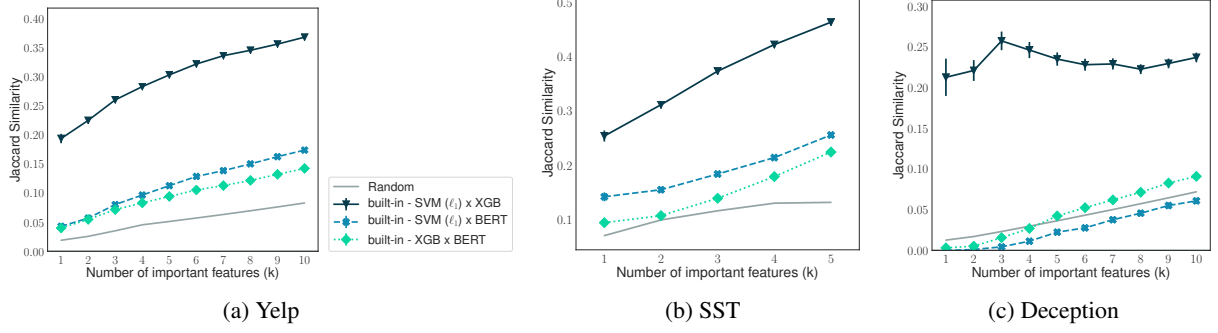 0.40
0.35
0.30
0.25
0.20
0.15
0.10
0.05
0.00
Jaccard Similarity
1 2 3 4 5 6 7 8 9 10
Number of important features (k)
(a) Yelp
Random
built-in - SVM (ℓ₁) x XGB
built-in - SVM (ℓ₁) x BERT
built-in - XGB x BERT
0.5
0.4
0.3
0.2
0.1
Jaccard Similarity
1 2 3 4 5
Number of important features (k)
(b) SST
0.30
0.25
0.20
0.15
0.10
0.05
0.00
Jaccard Similarity
1 2 3 4 5 6 7 8 9 10
Number of important features (k)
(c) Deception